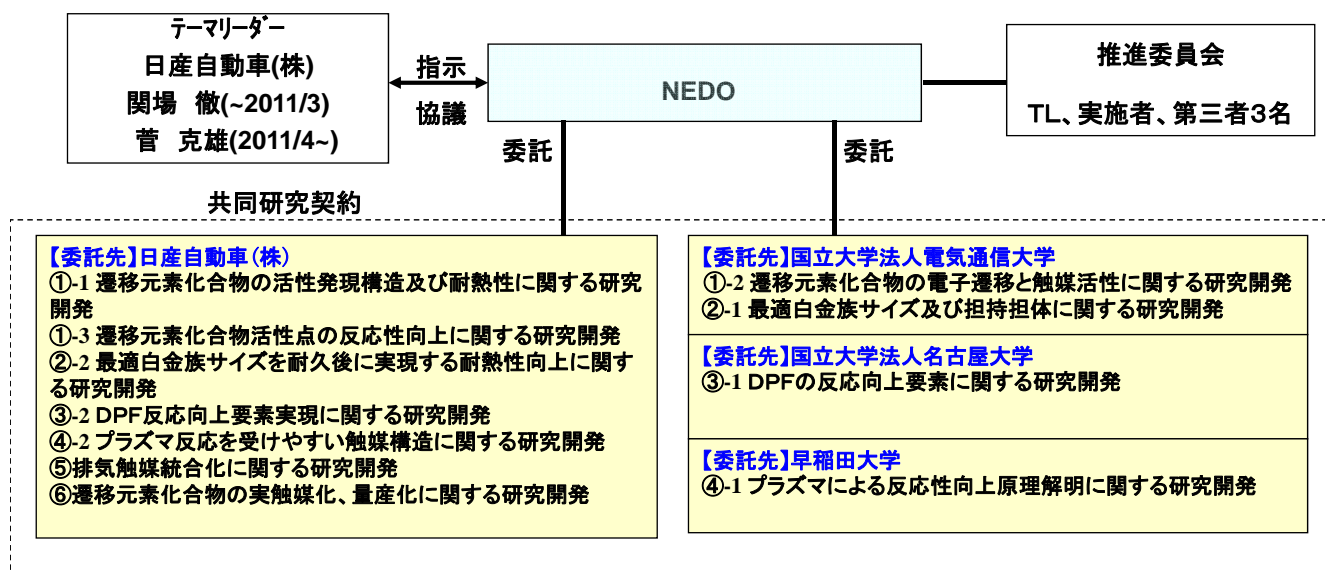 テーマリーダー
日産自動車(株)
関場 徹(~2011/3)
菅 克雄(2011/4~)
指示
協議
NEDO
推進委員会
TL、実施者、第三者3名
委託
委託
共同研究契約
【委託先】日産自動車(株)
①-1 遷移元素化合物の活性発現構造及び耐熱性に関する研究
開発
①-3 遷移元素化合物活性点の反応性向上に関する研究開発
②-2 最適白金族サイズを耐久後に実現する耐熱性向上に関す
る研究開発
③-2 DPF反応向上要素実現に関する研究開発
④-2 プラズマ反応を受けやすい触媒構造に関する研究開発
⑤排気触媒統合化に関する研究開発
⑥遷移元素化合物の実触媒化、量産化に関する研究開発
【委託先】国立大学法人電気通信大学
①-2 遷移元素化合物の電子遷移と触媒活性に関する研究開発
②-1 最適白金族サイズ及び担持担体に関する研究開発
【委託先】国立大学法人名古屋大学
③-1 DPFの反応向上要素に関する研究開発
【委託先】早稲田大学
④-1 プラズマによる反応性向上原理解明に関する研究開発